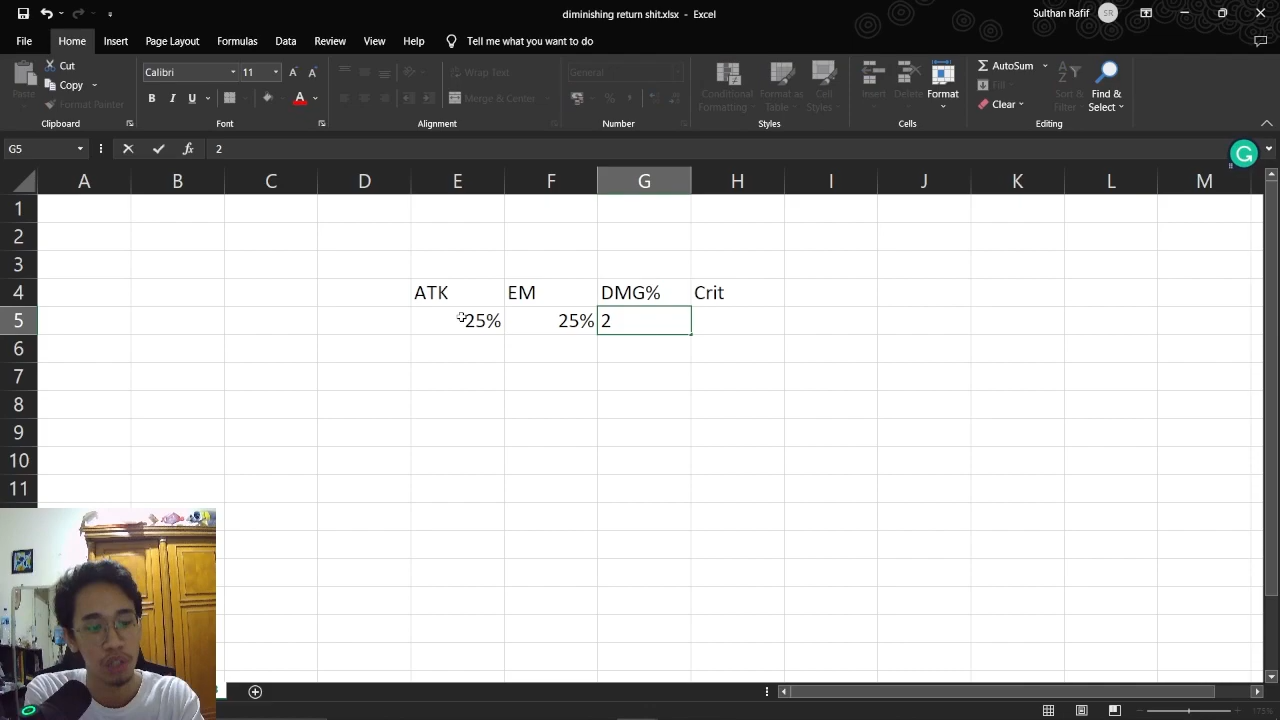 diminishing return shit.xlsx - Excel
Sulthan Rafif SR
File Home Insert Page Layout Formulas Data Review View Help Tell me what you want to do
Paste
Cut
Copy
Format Painter
Clipboard
Calibri 11
B I U
Font
Wrap Text
Merge & Center
Alignment
General
Number
Conditional Formatting
Format as Table
Cell Styles
Styles
Insert
Delete
Format
Cells
AutoSum
Fill
Clear
Sort & Filter
Find & Select
Editing
G5 fx 2
A B C D E F G H I J K L M
1
2
3
4 ATK EM DMG% Crit
5 25% 25% 2
6
7
8
9
10
11
173%